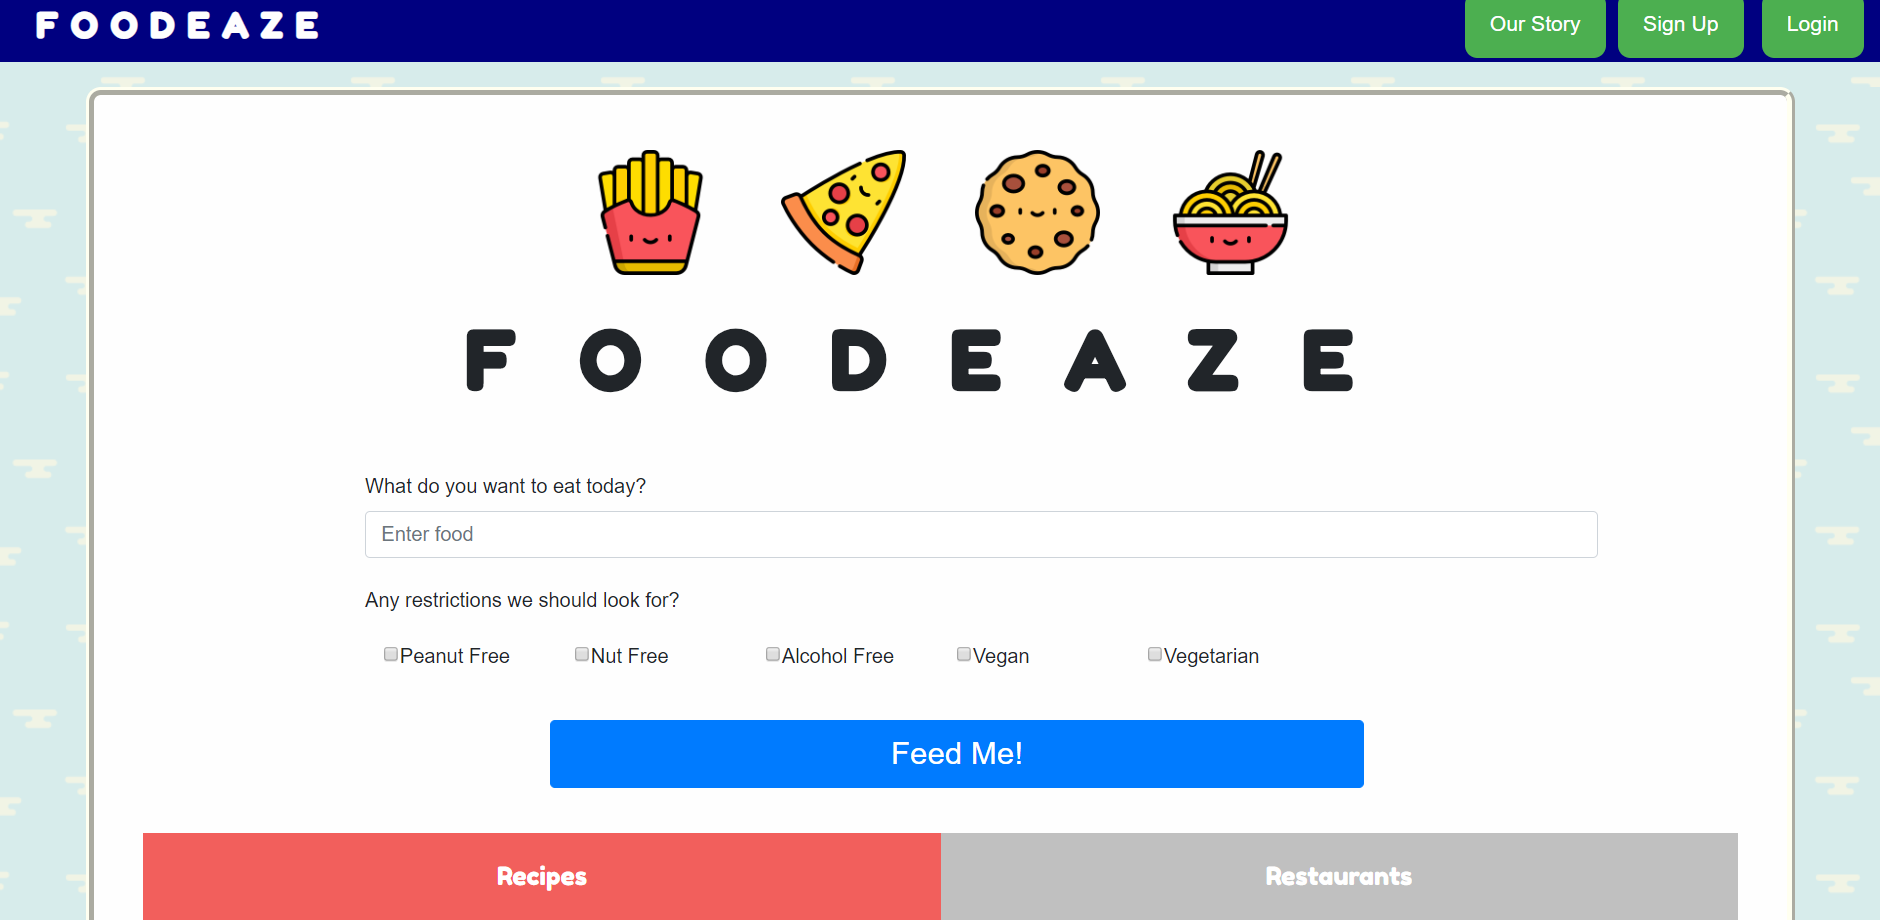 FOODEAZE
Our Story
Sign Up
Login
FOODEAZE
What do you want to eat today?
Enter food
Any restrictions we should look for?
Peanut Free Nut Free Alcohol Free Vegan Vegetarian
Feed Me!
Recipes
Restaurants